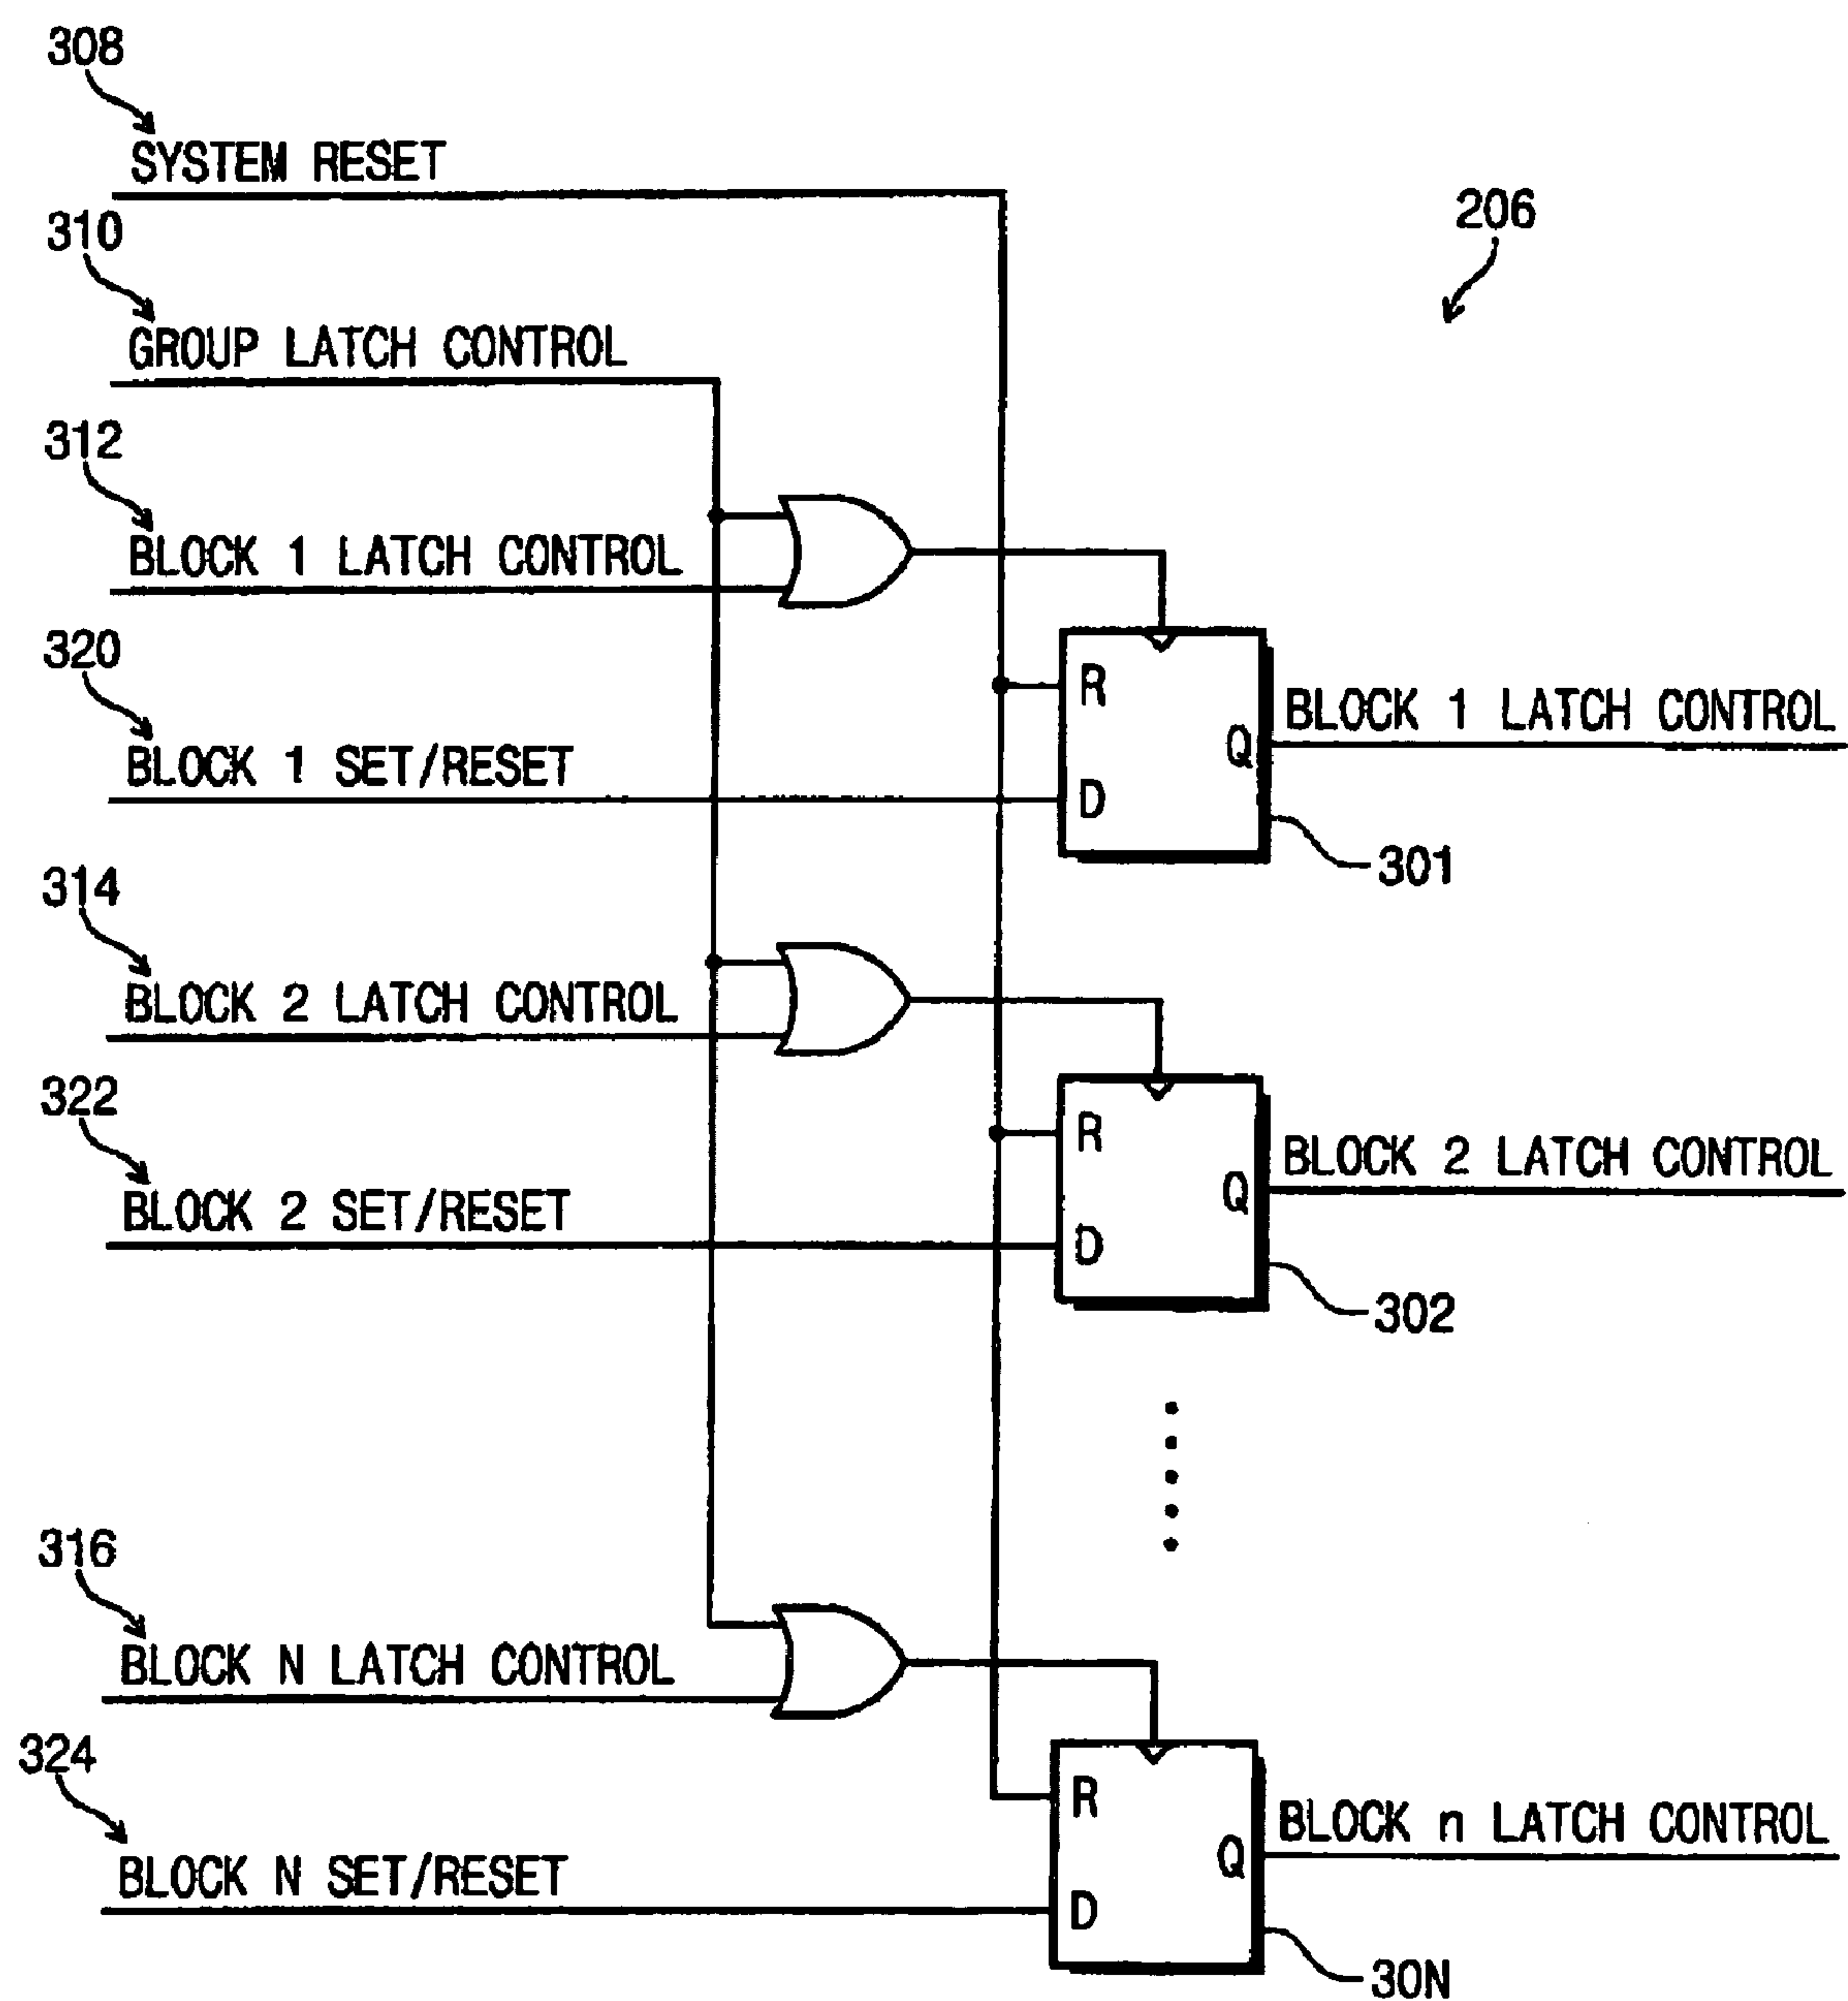 308
SYSTEM RESET
206
310
GROUP LATCH CONTROL
312
BLOCK 1 LATCH CONTROL
320
R
BLOCK 1 LATCH CONTROL
Q
BLOCK 1 SET/RESET
D
301
314
BLOCK 2 LATCH CONTROL
322
R
BLOCK 2 LATCH CONTROL
Q
BLOCK 2 SET/RESET
D
302
316
BLOCK N LATCH CONTROL
324
R
BLOCK n LATCH CONTROL
Q
BLOCK N SET/RESET
D
30N